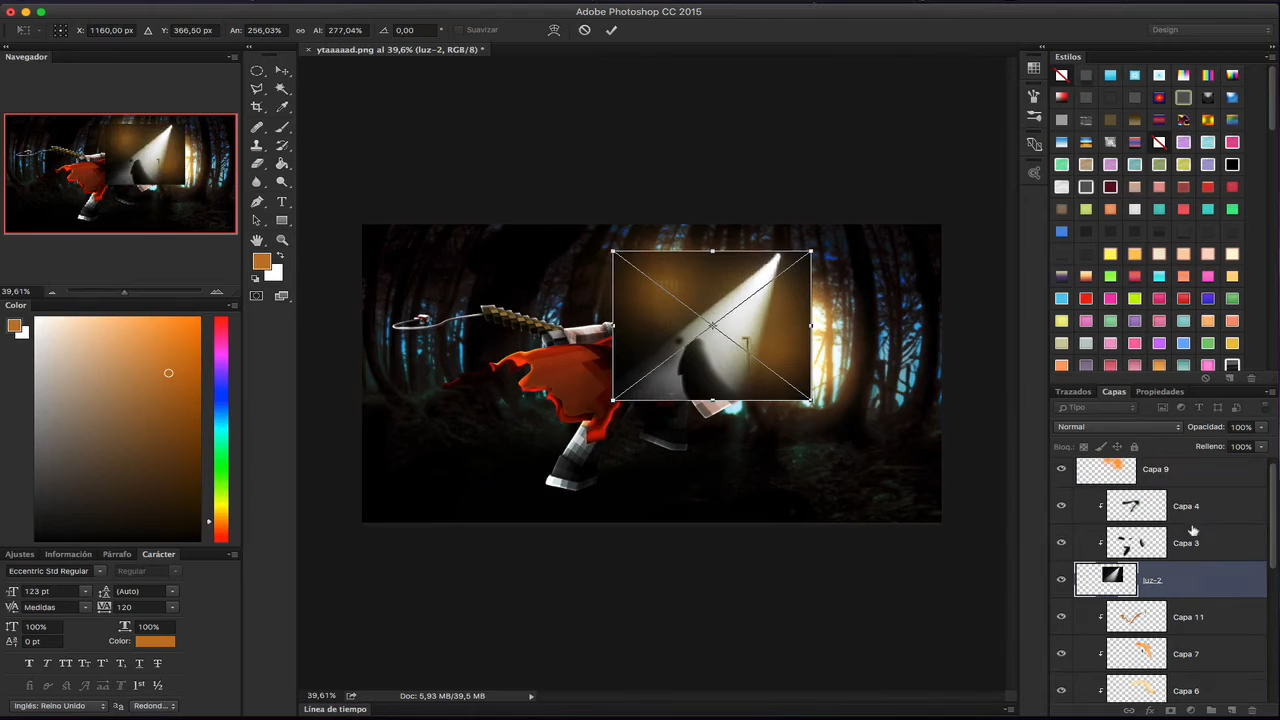 Adobe Photoshop CC 2015
X: 1160,00 px
Y: 366,50 px
An: 256,03%
Al: 277,04%
0,00
°
Suavizar
Design
ytaaaaad.png al 39,6% (luz-2, RGB/8) *
Navegador
39,61%
Color
Ajustes
Información
Párrafo
Carácter
Eccentric Std Regular
Regular
123 pt
(Auto)
Medidas
120
100%
100%
0 pt
Color:
Inglés: Reino Unido
Redond...
39,61%
Doc: 5,93 MB/39,5 MB
Línea de tiempo
Estilos
Trazados
Capas
Propiedades
Tipo
Normal
Opacidad: 100%
Bloq.:
Relleno: 100%
Capa 9
Capa 4
Capa 3
luz-2
Capa 11
Capa 7
Capa 6